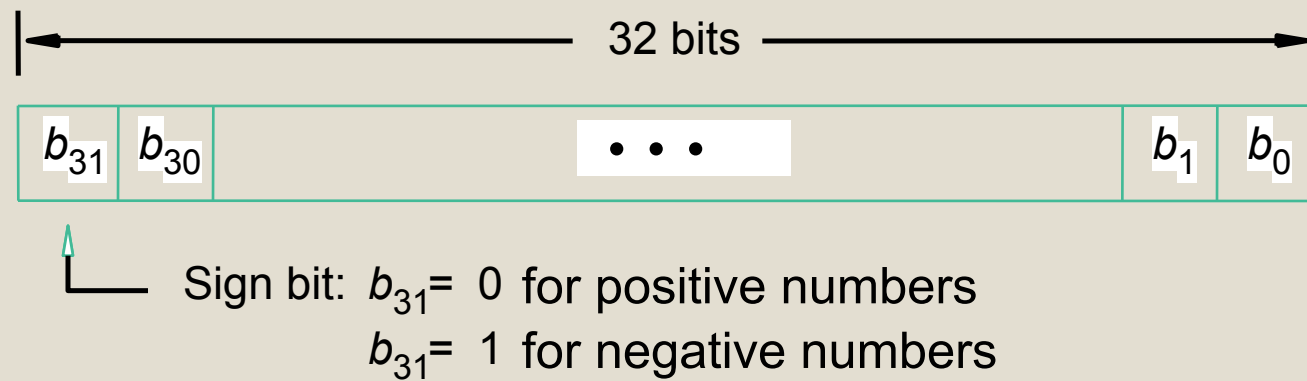 32 bits
b31 b30 • • • b1 b0
Sign bit: b31= 0 for positive numbers
b31= 1 for negative numbers